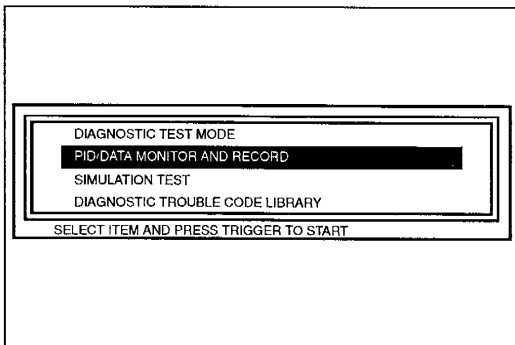 DIAGNOSTIC TEST MODE
PID/DATA MONITOR AND RECORD
SIMULATION TEST
DIAGNOSTIC TROUBLE CODE LIBRARY
SELECT ITEM AND PRESS TRIGGER TO START